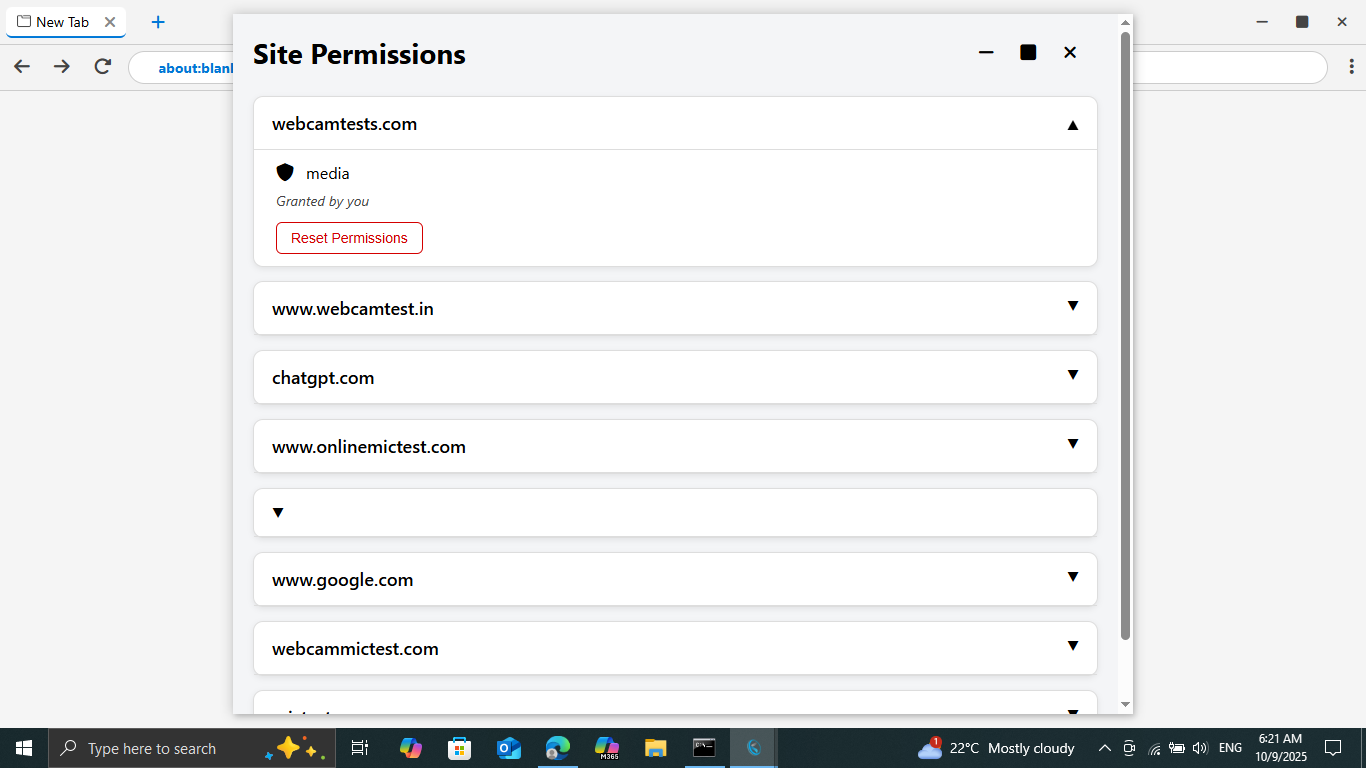 New Tab
about:blan
Site Permissions
webcamtests.com
media
Granted by you
Reset Permissions
www.webcamtest.in
chatgpt.com
www.onlinemictest.com
www.google.com
webcammictest.com
Type here to search
M365
1
22°C Mostly cloudy
ENG
6:21 AM
10/9/2025